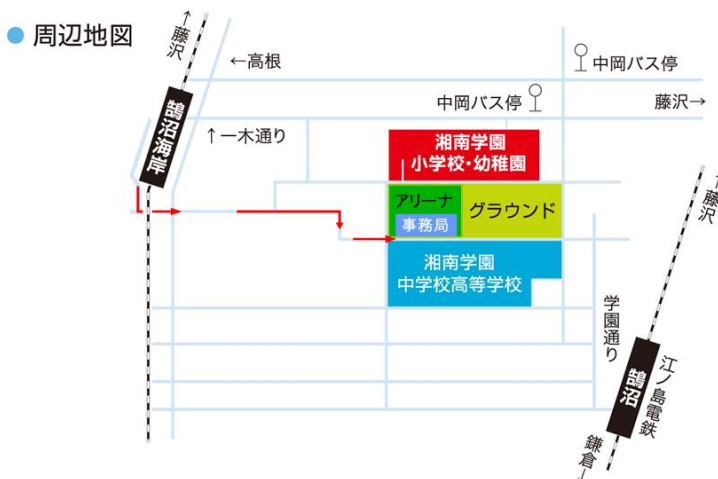 周辺地図
↑藤沢
←高根
中岡バス停
中岡バス停
藤沢→
鵠沼海岸
↑一木通り
湘南学園
小学校・幼稚園
アリーナ
グラウンド
事務局
↑藤沢
湘南学園
中学校高等学校
学園通り
鵠沼
江ノ島電鉄
鎌倉↓